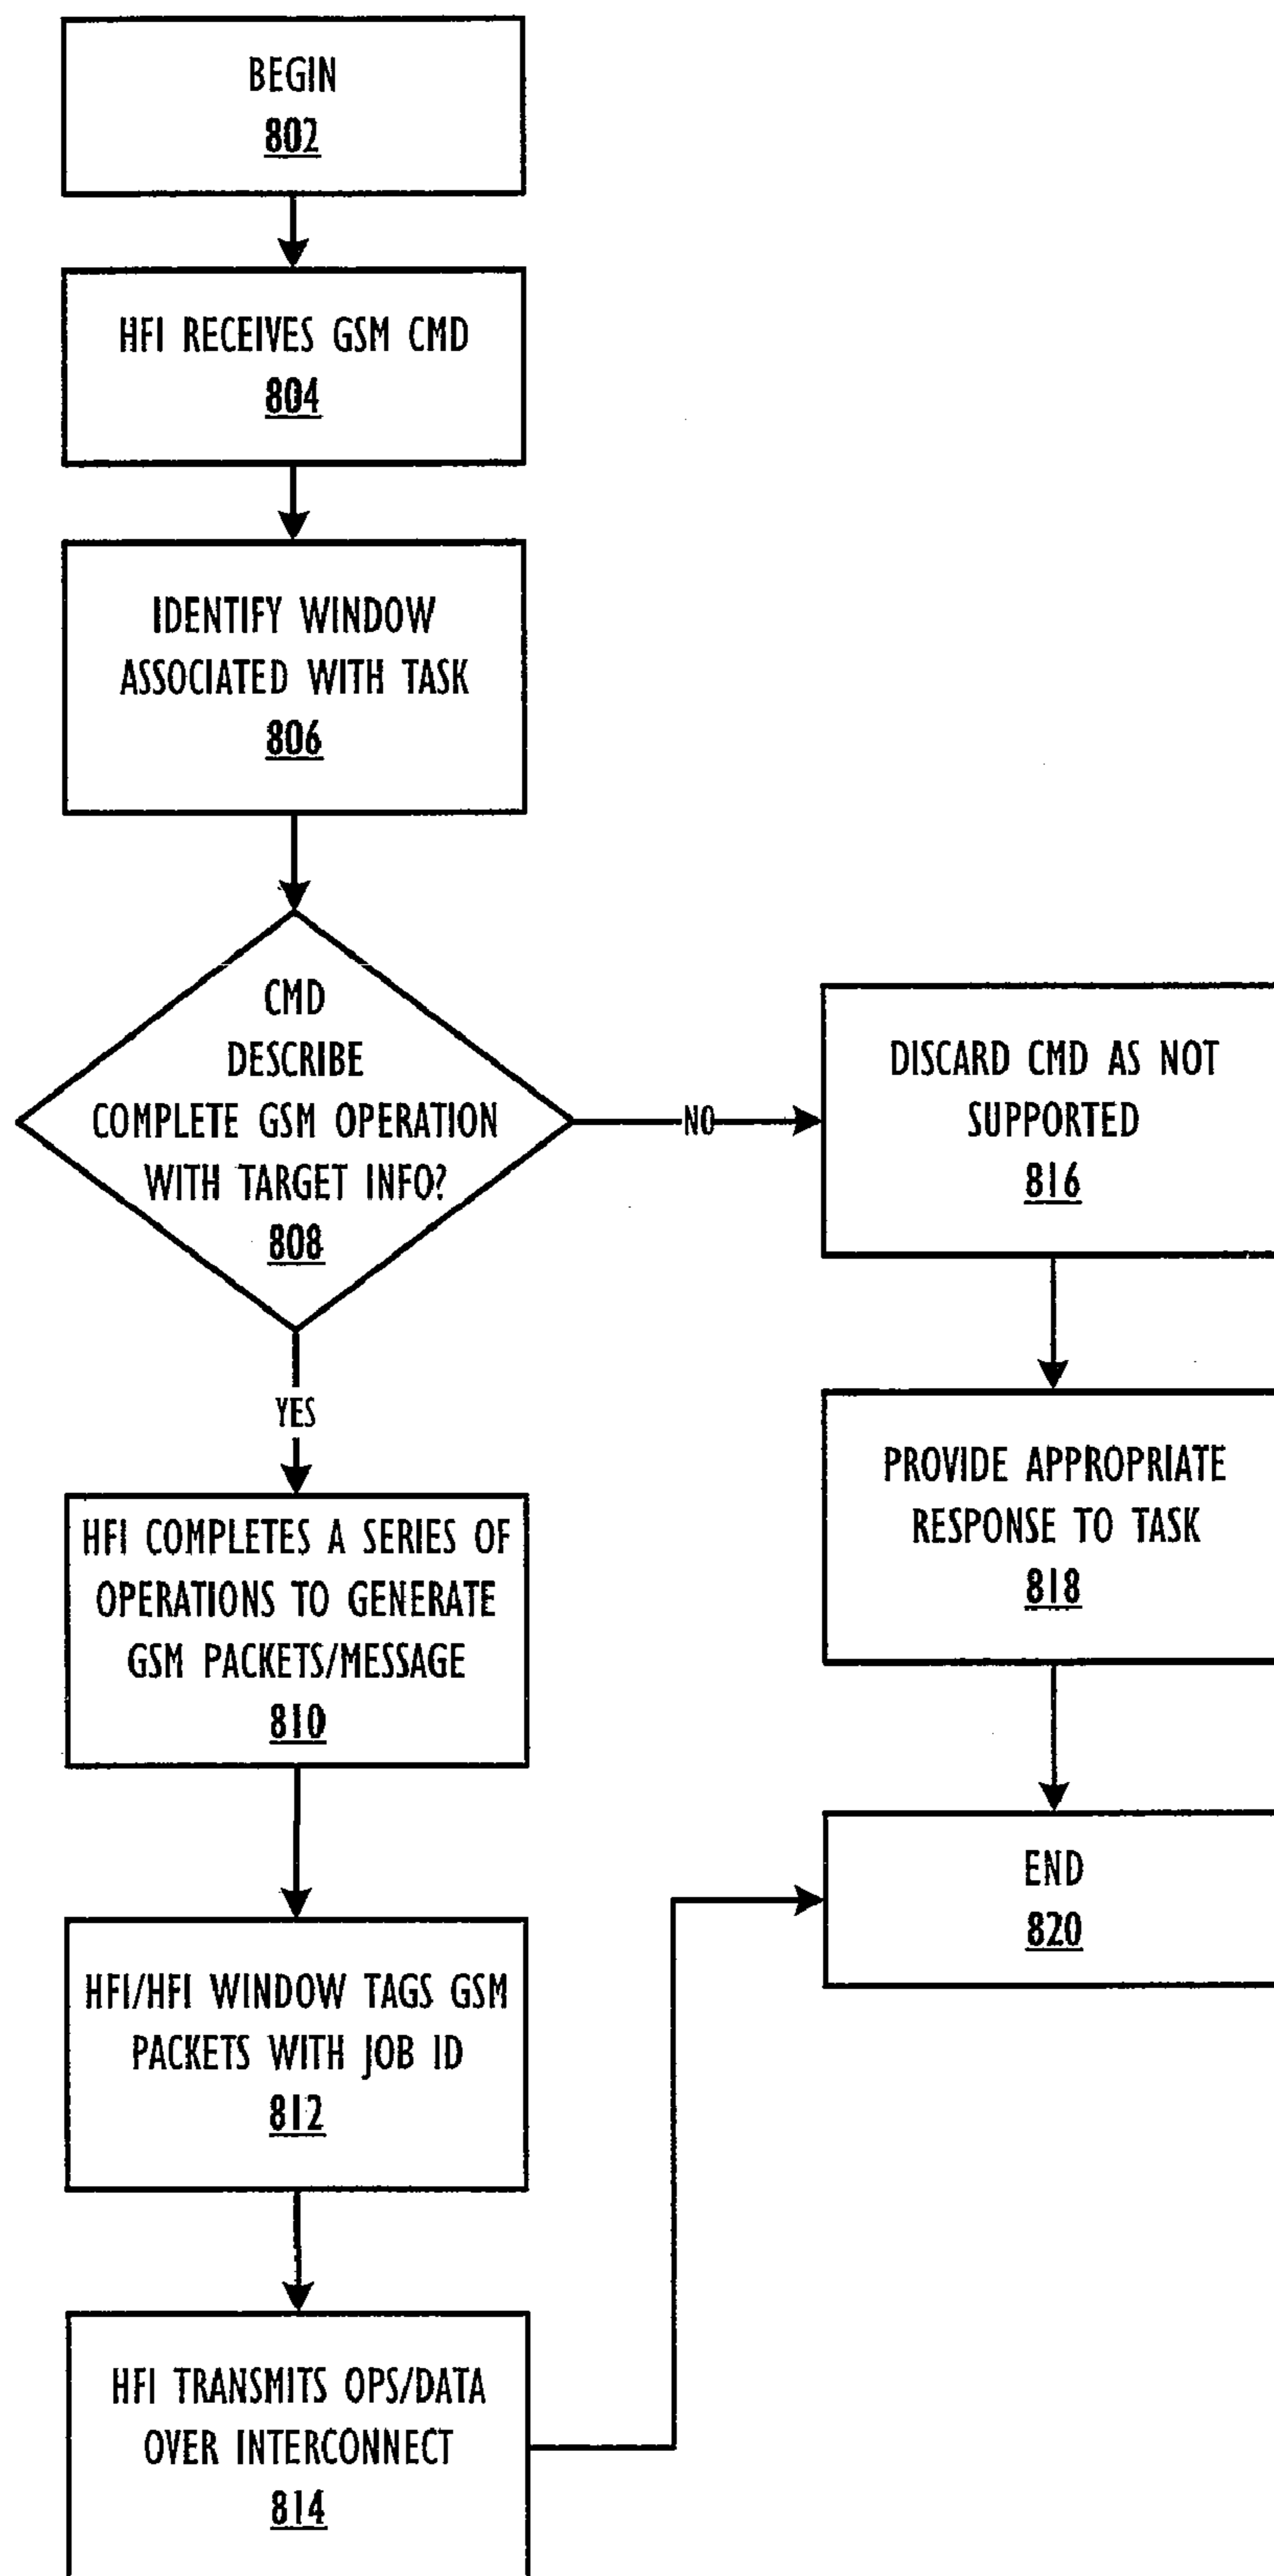 BEGIN
802
HFI RECEIVES GSM CMD
804
IDENTIFY WINDOW
ASSOCIATED WITH TASK
806
CMD
DESCRIBE
COMPLETE GSM OPERATION
WITH TARGET INFO?
808
NO
DISCARD CMD AS NOT
SUPPORTED
816
YES
PROVIDE APPROPRIATE
RESPONSE TO TASK
818
HFI COMPLETES A SERIES OF
OPERATIONS TO GENERATE
GSM PACKETS/MESSAGE
810
END
820
HFI/HFI WINDOW TAGS GSM
PACKETS WITH JOB ID
812
HFI TRANSMITS OPS/DATA
OVER INTERCONNECT
814